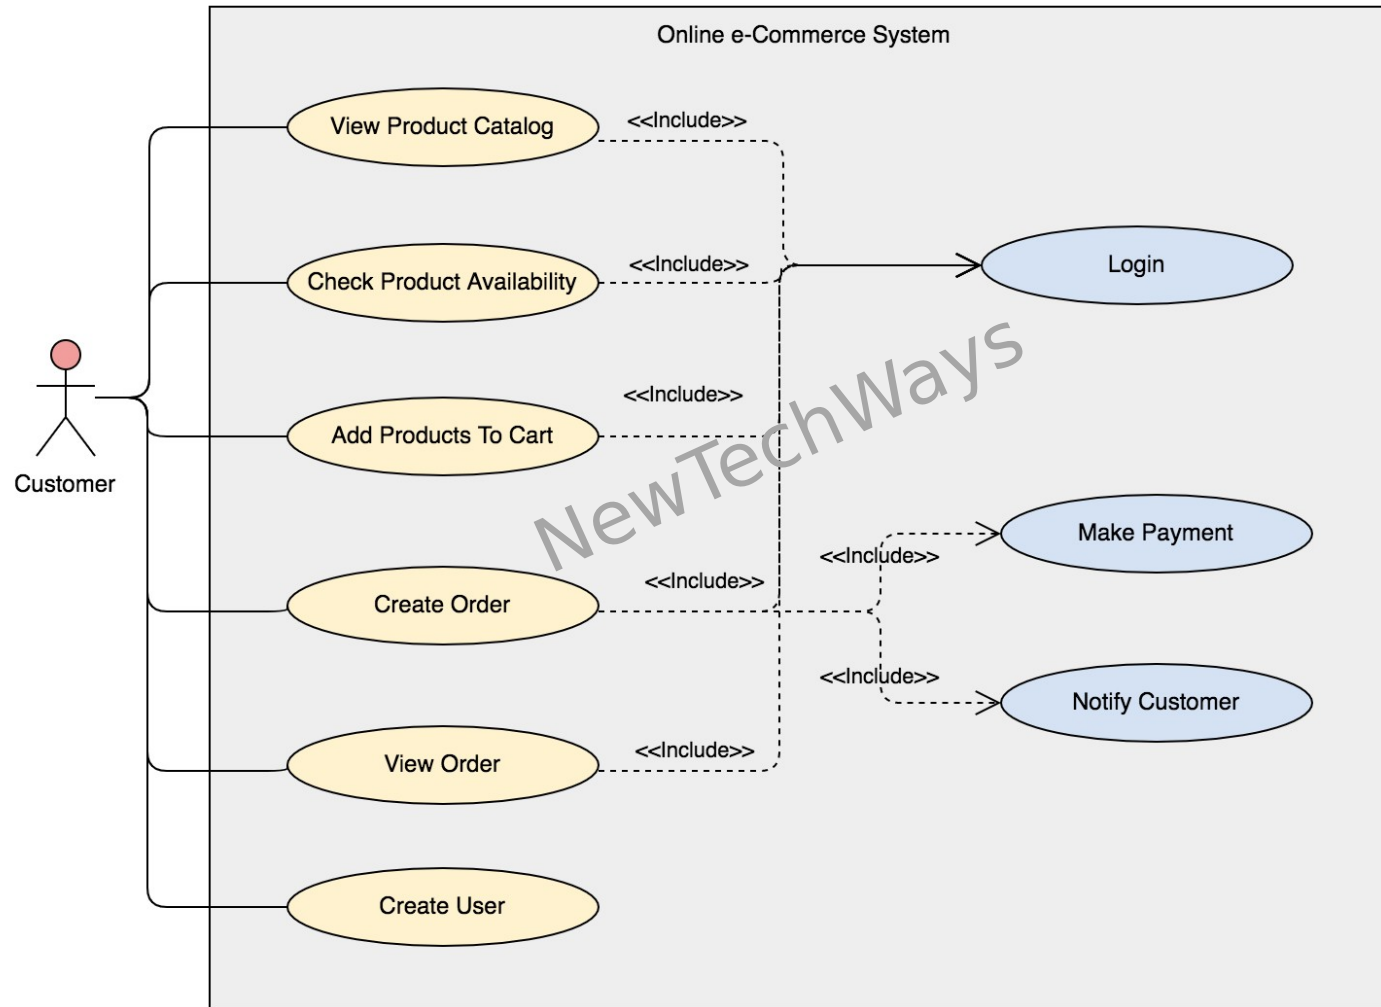 Online e-Commerce System
View Product Catalog
<<Include>>
Check Product Availability
<<Include>>
Login
Add Products To Cart
<<Include>>
Customer
NewTechWays
Create Order
<<Include>>
<<Include>>
Make Payment
<<Include>>
Notify Customer
View Order
<<Include>>
Create User